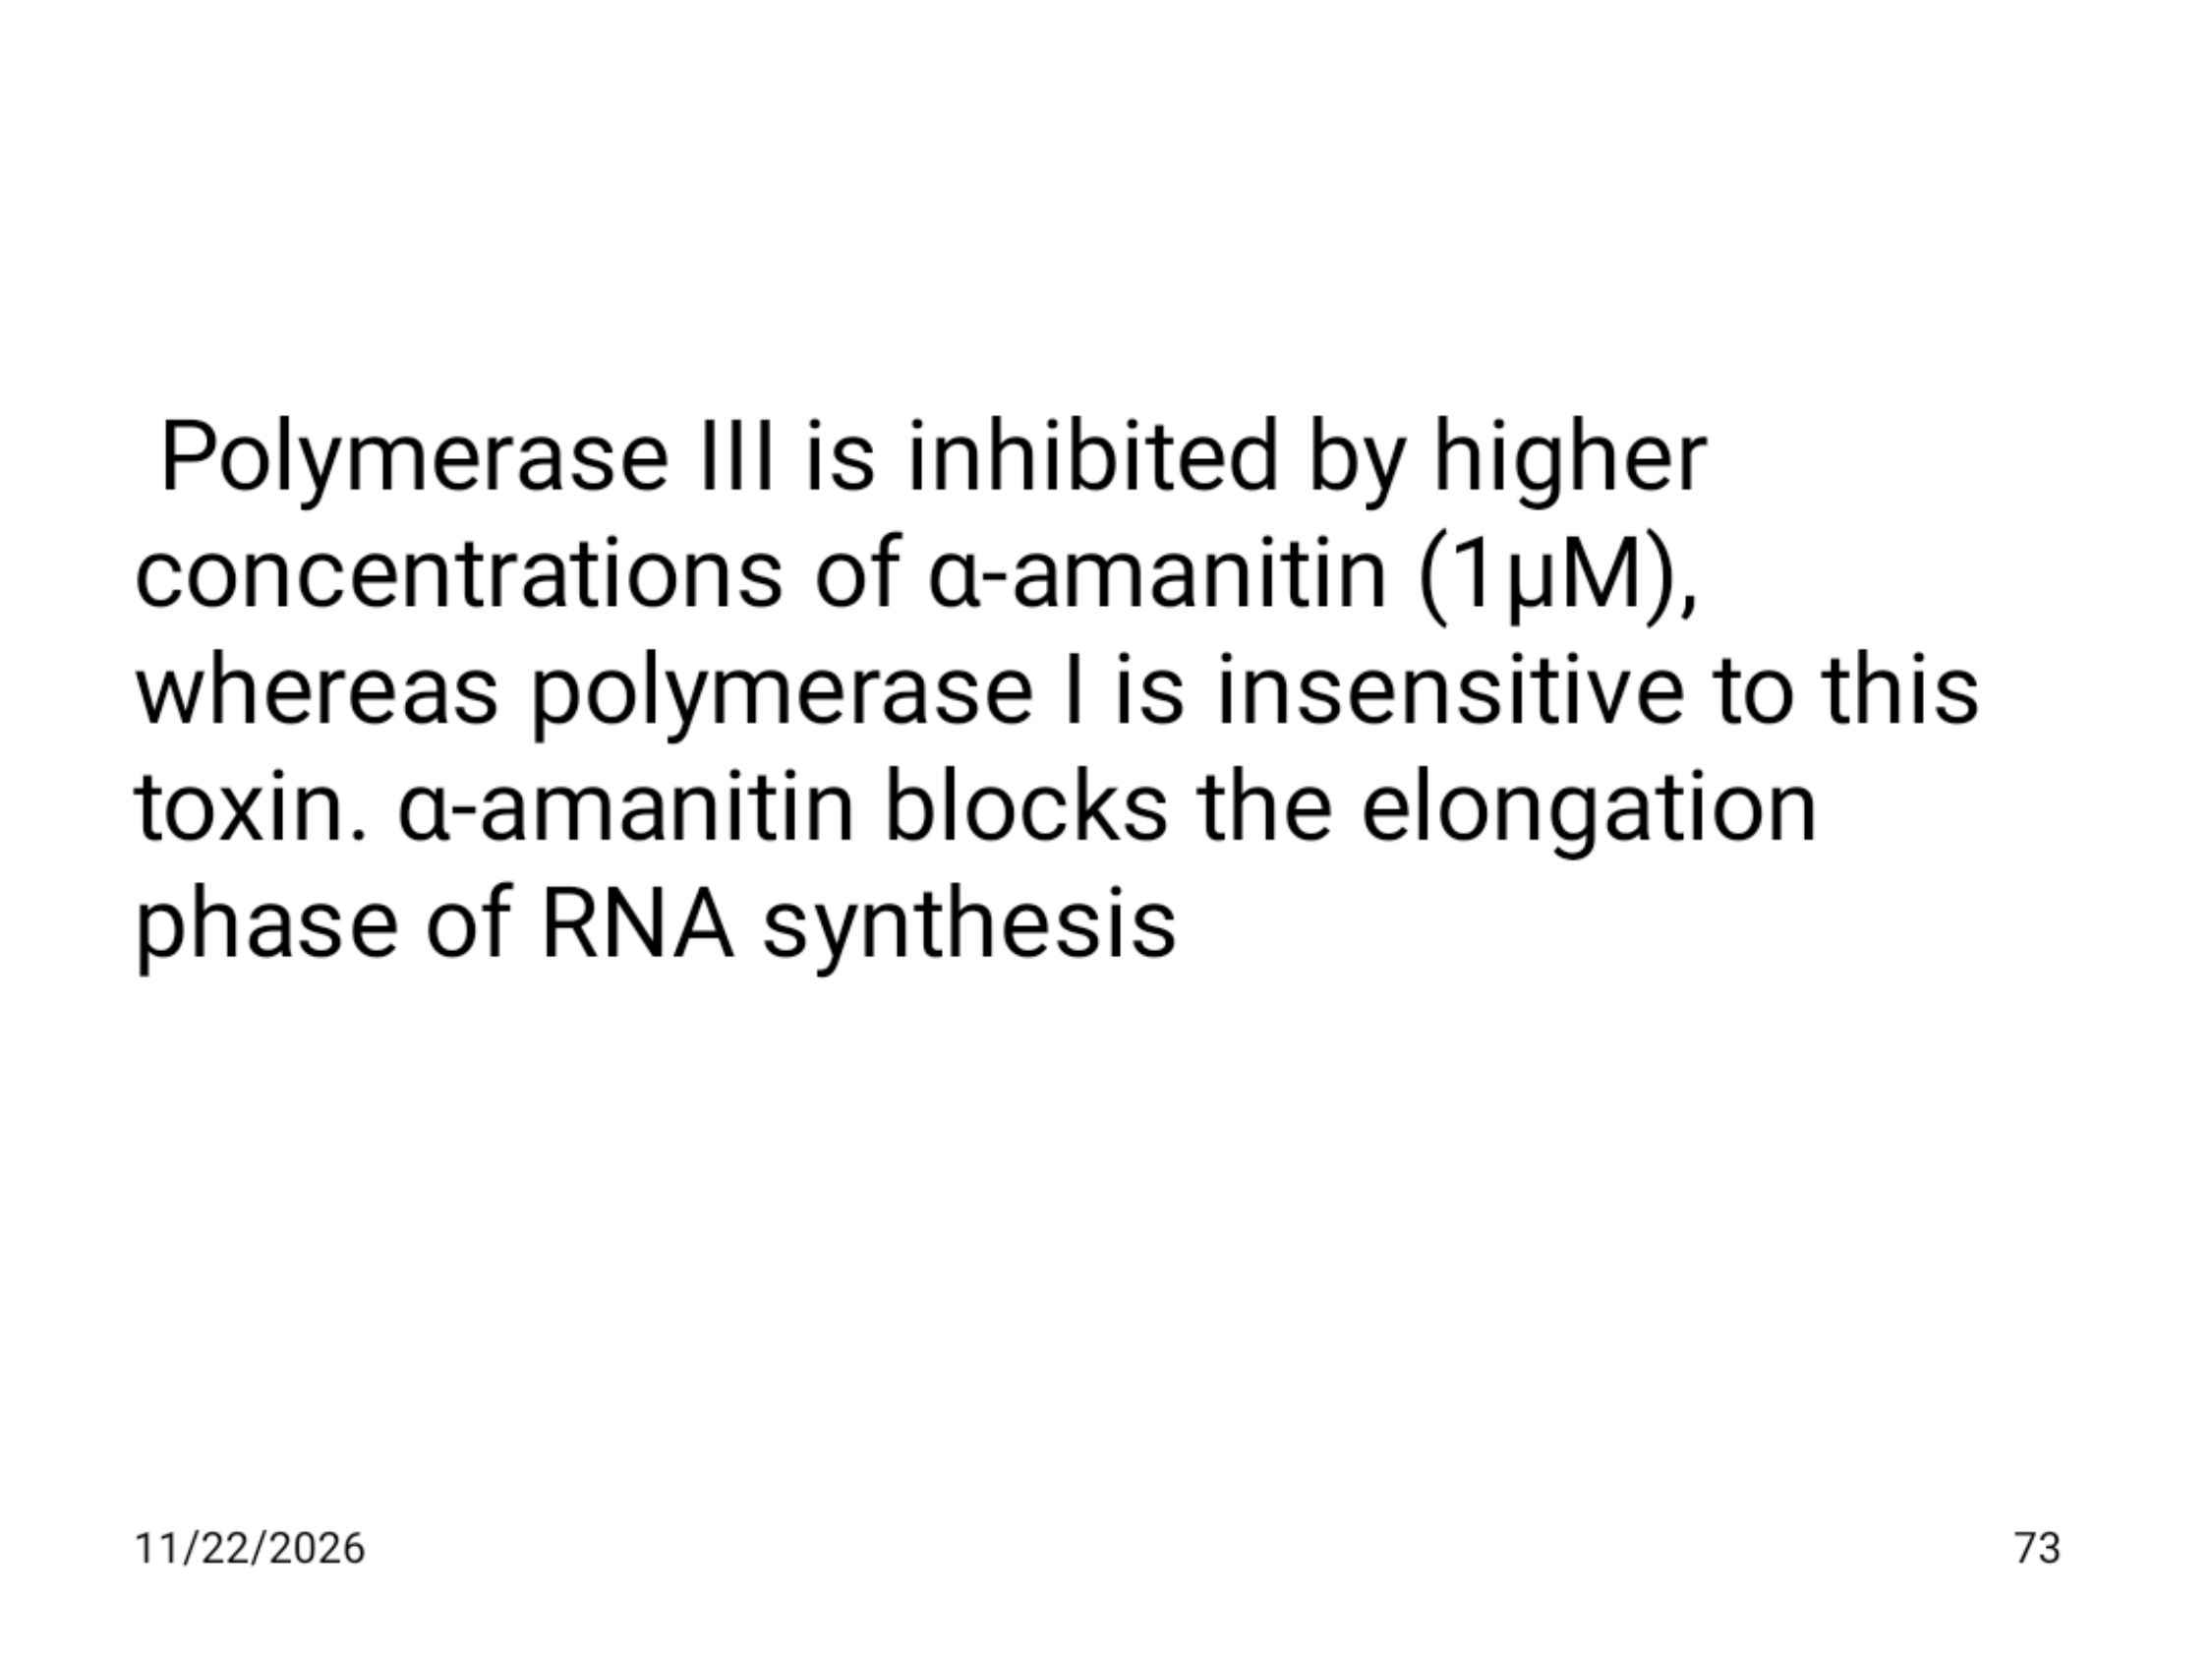 Polymerase III is inhibited by higher
concentrations of α-amanitin (1μM),
whereas polymerase I is insensitive to this
toxin. α-amanitin blocks the elongation
phase of RNA synthesis
11/22/2026
73